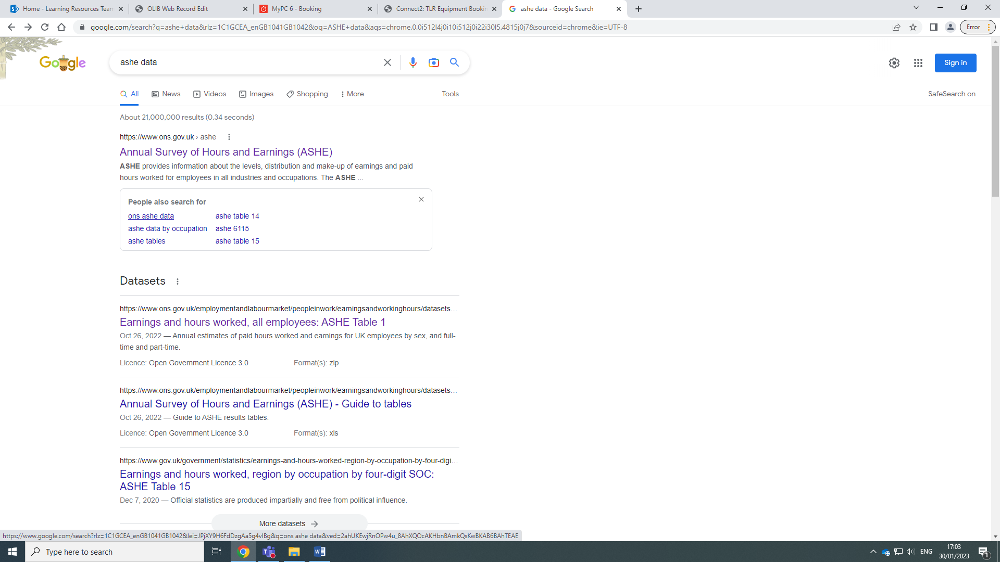 Home - Learning Resources Team
OLIB Web Record Edit
MyPC 6 - Booking
Connect2: TLR Equipment Bookin
ashe data - Google Search
google.com/search?q=ashe+data&rlz=1C1GCEA_enGB1041GB1042&oq=ASHE+data&aqs=chrome.0.0i512l4j0i10i512j0i22i30l5.4815j0j7&sourceid=chrome&ie=UTF-8
Error
Google
ashe data
Sign in
All
News
Videos
Images
Shopping
More
Tools
SafeSearch on
About 21,000,000 results (0.34 seconds)
https://www.ons.gov.uk › ashe
Annual Survey of Hours and Earnings (ASHE)
ASHE provides information about the levels, distribution and make-up of earnings and paid
hours worked for employees in all industries and occupations. The ASHE ...
People also search for
ons ashe data
ashe table 14
ashe data by occupation
ashe 6115
ashe tables
ashe table 15
Datasets
https://www.ons.gov.uk/employmentandlabourmarket/peopleinwork/earningsandworkinghours/datasets...
Earnings and hours worked, all employees: ASHE Table 1
Oct 26, 2022 — Annual estimates of paid hours worked and earnings for UK employees by sex, and full-
time and part-time.
Licence: Open Government Licence 3.0
Format(s): zip
https://www.ons.gov.uk/employmentandlabourmarket/peopleinwork/earningsandworkinghours/datasets...
Annual Survey of Hours and Earnings (ASHE) - Guide to tables
Oct 26, 2022 — Guide to ASHE results tables.
Licence: Open Government Licence 3.0
Format(s): xls
https://www.gov.uk/government/statistics/earnings-and-hours-worked-region-by-occupation-by-four-digi...
Earnings and hours worked, region by occupation by four-digit SOC:
ASHE Table 15
Dec 7, 2020 — Official statistics are produced impartially and free from political influence.
More datasets
https://www.google.com/search?rlz=1C1GCEA_enGB1041GB1042&lei=JPjXY9H6FdDzgAa5g4vIBg&q=ons ashe data&ved=2ahUKEwjRnOPw4u_8AhXQOcAKHbnBAmkQsKwBKAB6BAhTEAE
Type here to search
ENG
17:03
30/01/2023
1